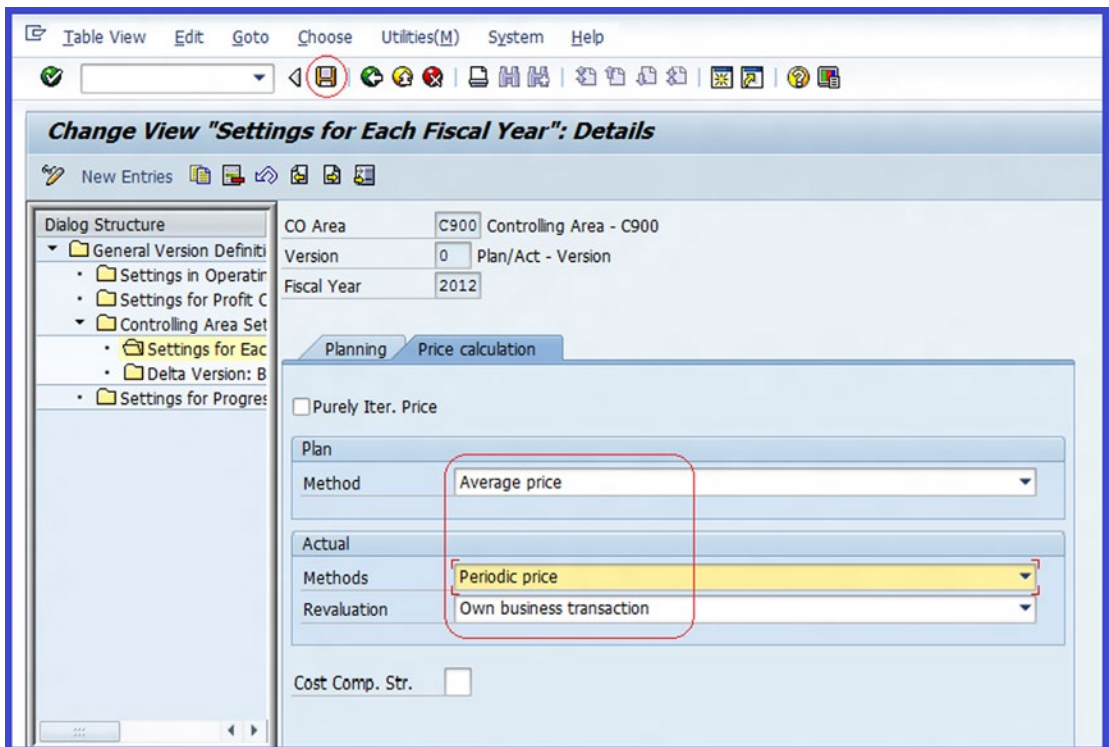 Table View Edit Goto Choose Utilities(M) System Help
Change View "Settings for Each Fiscal Year": Details
New Entries
Dialog Structure
General Version Definiti
Settings in Operatin
Settings for Profit C
Controlling Area Set
Settings for Eac
Delta Version: B
Settings for Progres
CO Area C900 Controlling Area - C900
Version 0 Plan/Act - Version
Fiscal Year 2012
Planning Price calculation
Purely Iter. Price
Plan
Method Average price
Actual
Methods Periodic price
Revaluation Own business transaction
Cost Comp. Str.